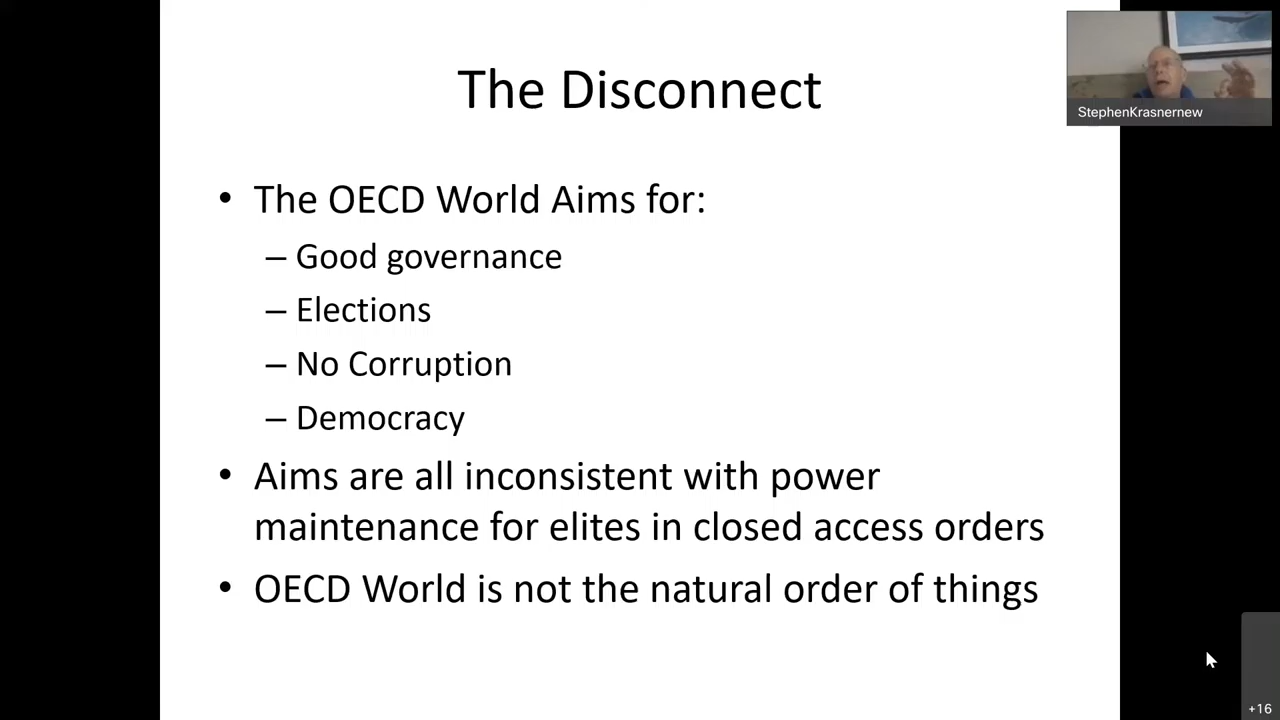 The Disconnect
StephenKrasnernew
• The OECD World Aims for:
– Good governance
– Elections
– No Corruption
– Democracy
• Aims are all inconsistent with power
maintenance for elites in closed access orders
• OECD World is not the natural order of things
+16